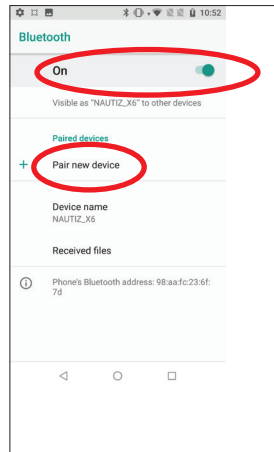 10:52
Bluetooth
On
Visible as "NAUTIZ_X6" to other devices
Paired devices
+ Pair new device
Device name
NAUTIZ_X6
Received files
Phone's Bluetooth address: 98:aa:fc:23:6f:
7d